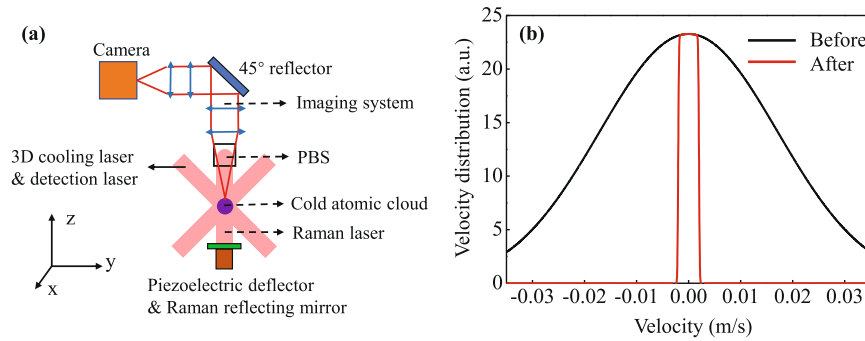 (a)
Camera
45° reflector
Imaging system
3D cooling laser
& detection laser
PBS
Cold atomic cloud
Raman laser
z
y
x
Piezoelectric deflector
& Raman reflecting mirror
(b)
Before
After
Velocity distribution (a.u.)
25
20
15
10
5
0
-0.03 -0.02 -0.01 0.00 0.01 0.02 0.03
Velocity (m/s)